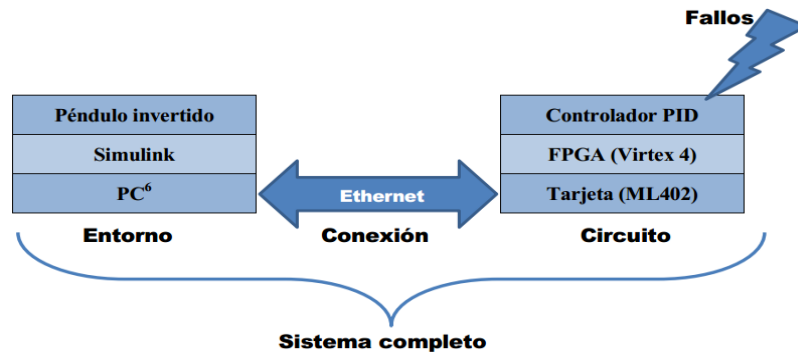 Fallos
Péndulo invertido
Simulink
PC⁶
Entorno
Ethernet
Conexión
Controlador PID
FPGA (Virtex 4)
Tarjeta (ML402)
Circuito
Sistema completo